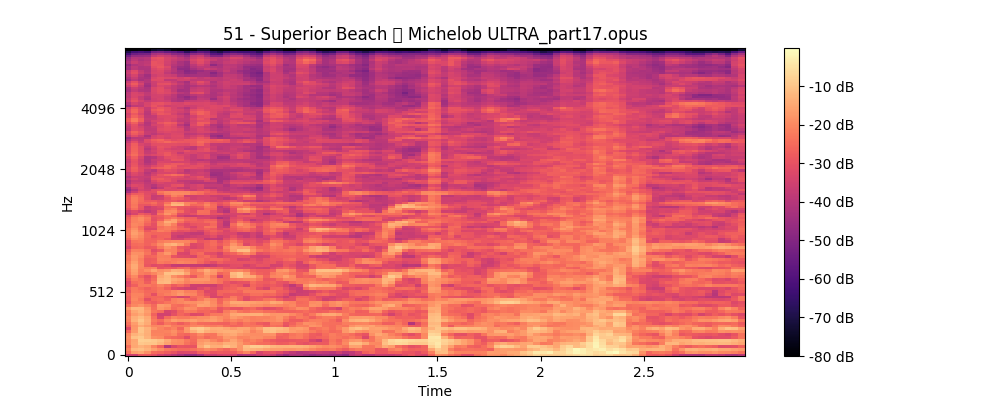 51 - Superior Beach  Michelob ULTRA_part17.opus
Hz
4096
2048
1024
512
0
0
0.5
1
1.5
2
2.5
Time
-10 dB
-20 dB
-30 dB
-40 dB
-50 dB
-60 dB
-70 dB
-80 dB